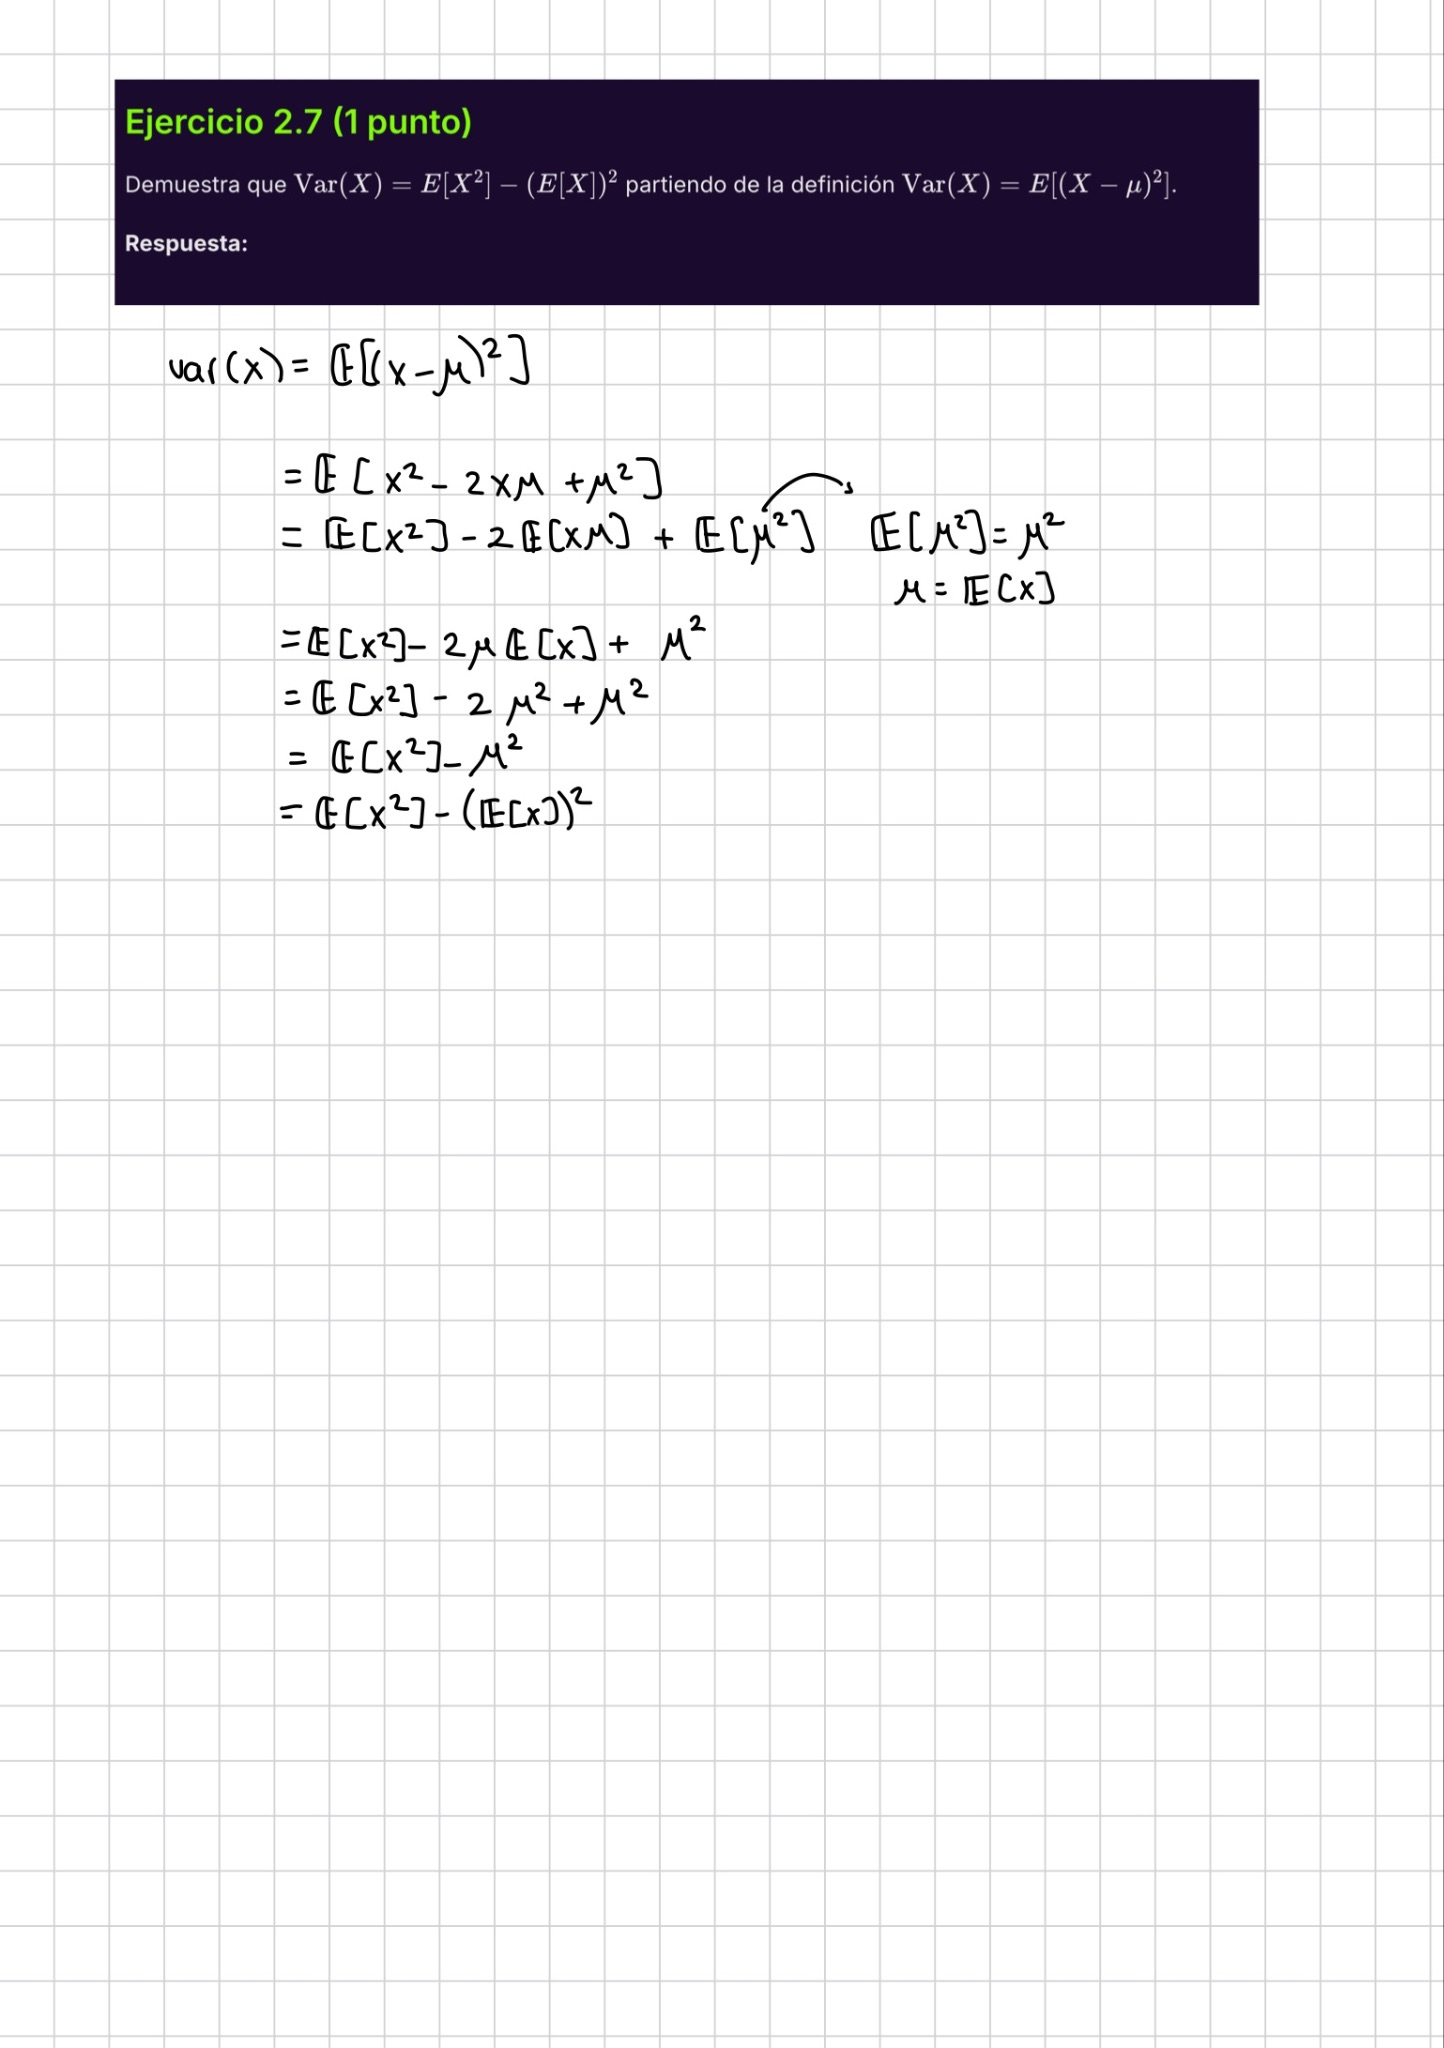 Ejercicio 2.7 (1 punto)
Demuestra que Var(X) = E[X²] − (E[X])² partiendo de la definición Var(X) = E[(X − μ)²].
Respuesta:
var(x) = 𝔼[(x-μ)²]
= 𝔼[x² - 2xμ + μ²]
= 𝔼[x²] - 2𝔼[xμ] + 𝔼[μ²] 𝔼[μ²] = μ²
μ = 𝔼[x]
= 𝔼[x²] - 2μ𝔼[x] + μ²
= 𝔼[x²] - 2μ² + μ²
= 𝔼[x²] - μ²
= 𝔼[x²] - (𝔼[x])²